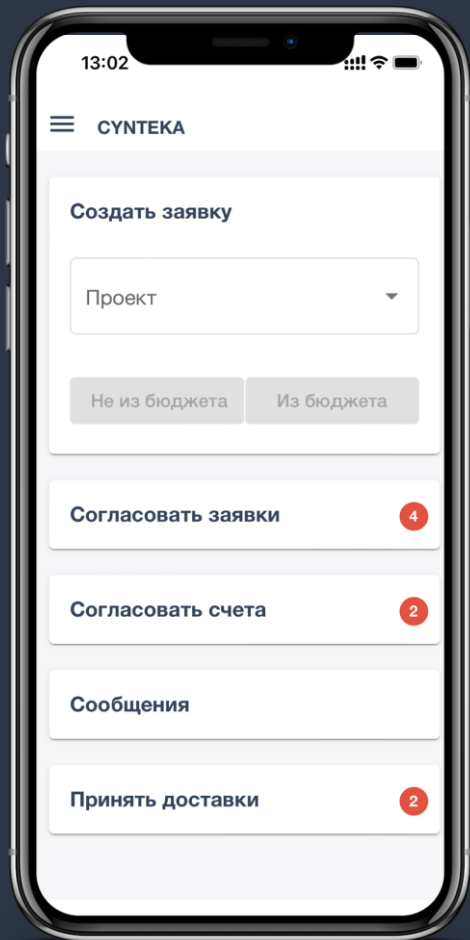 13:02
CYNTEKA
Создать заявку
Проект
Не из бюджета Из бюджета
Согласовать заявки 4
Согласовать счета 2
Сообщения
Принять доставки 2